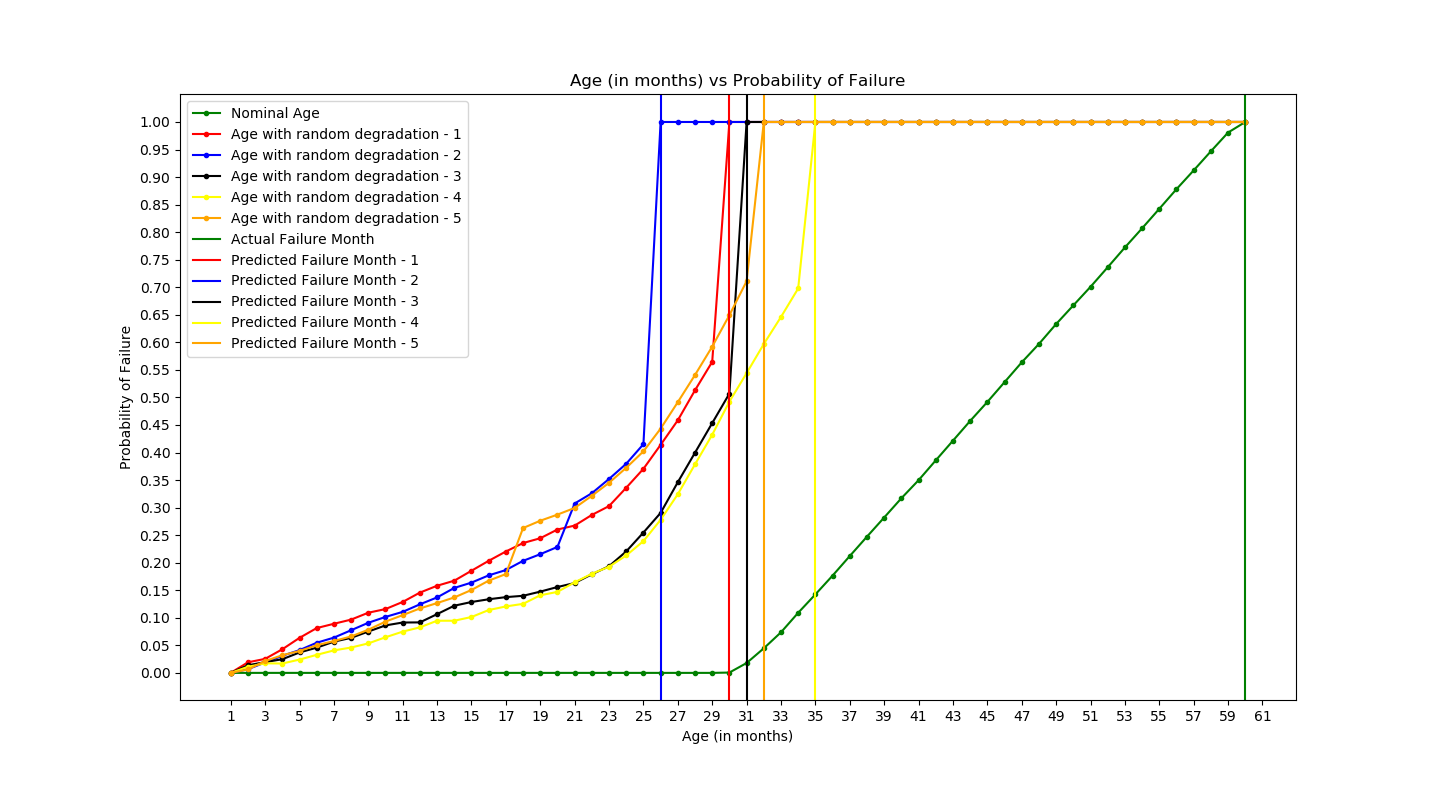 Age (in months) vs Probability of Failure
Nominal Age
Age with random degradation - 1
Age with random degradation - 2
Age with random degradation - 3
Age with random degradation - 4
Age with random degradation - 5
Actual Failure Month
Predicted Failure Month - 1
Predicted Failure Month - 2
Predicted Failure Month - 3
Predicted Failure Month - 4
Predicted Failure Month - 5
Probability of Failure
1.00
0.95
0.90
0.85
0.80
0.75
0.70
0.65
0.60
0.55
0.50
0.45
0.40
0.35
0.30
0.25
0.20
0.15
0.10
0.05
0.00
1 3 5 7 9 11 13 15 17 19 21 23 25 27 29 31 33 35 37 39 41 43 45 47 49 51 53 55 57 59 61
Age (in months)